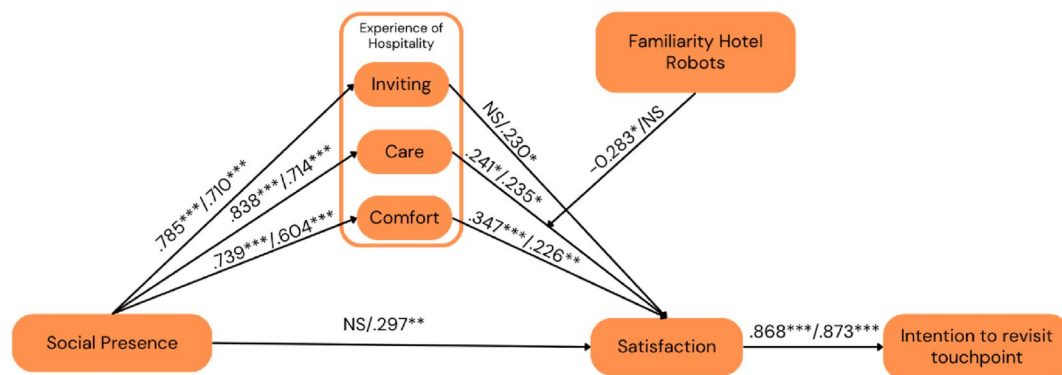 Experience of
Hospitality
Familiarity Hotel
Robots
Inviting
Care
Comfort
.785***/.710***
.838***/.714***
.739***/.604***
NS/.230*
.241*/.235*
.347***/.226**
-0.283*/NS
Social Presence
NS/.297**
Satisfaction
.868***/.873***
Intention to revisit
touchpoint